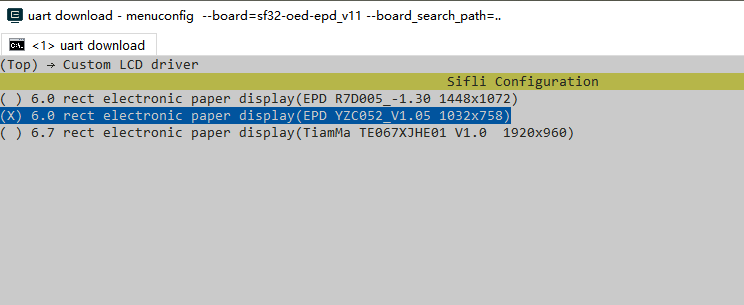 uart download - menuconfig --board=sf32-oed-epd_v11 --board_search_path=..
<1> uart download
(Top) → Custom LCD driver
Sifli Configuration
( ) 6.0 rect electronic paper display(EPD R7D005_-1.30 1448x1072)
(X) 6.0 rect electronic paper display(EPD YZC052_V1.05 1032x758)
( ) 6.7 rect electronic paper display(TiamMa TE067XJHE01 V1.0  1920x960)